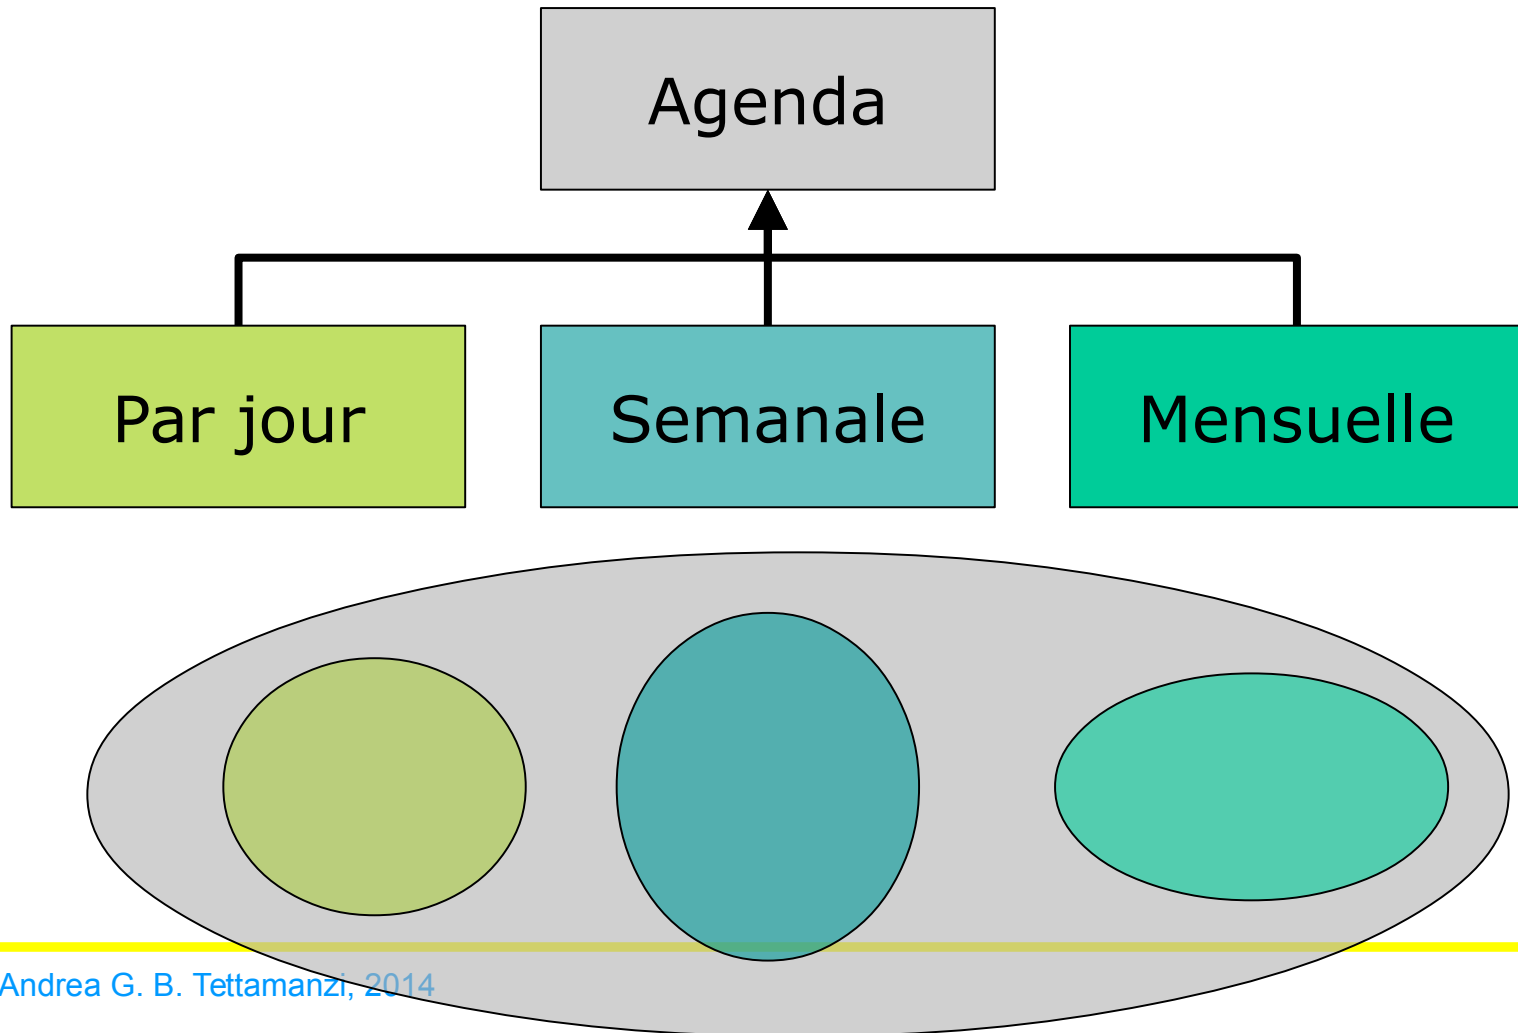 Agenda
Par jour
Semanale
Mensuelle
Andrea G. B. Tettamanzi, 2014